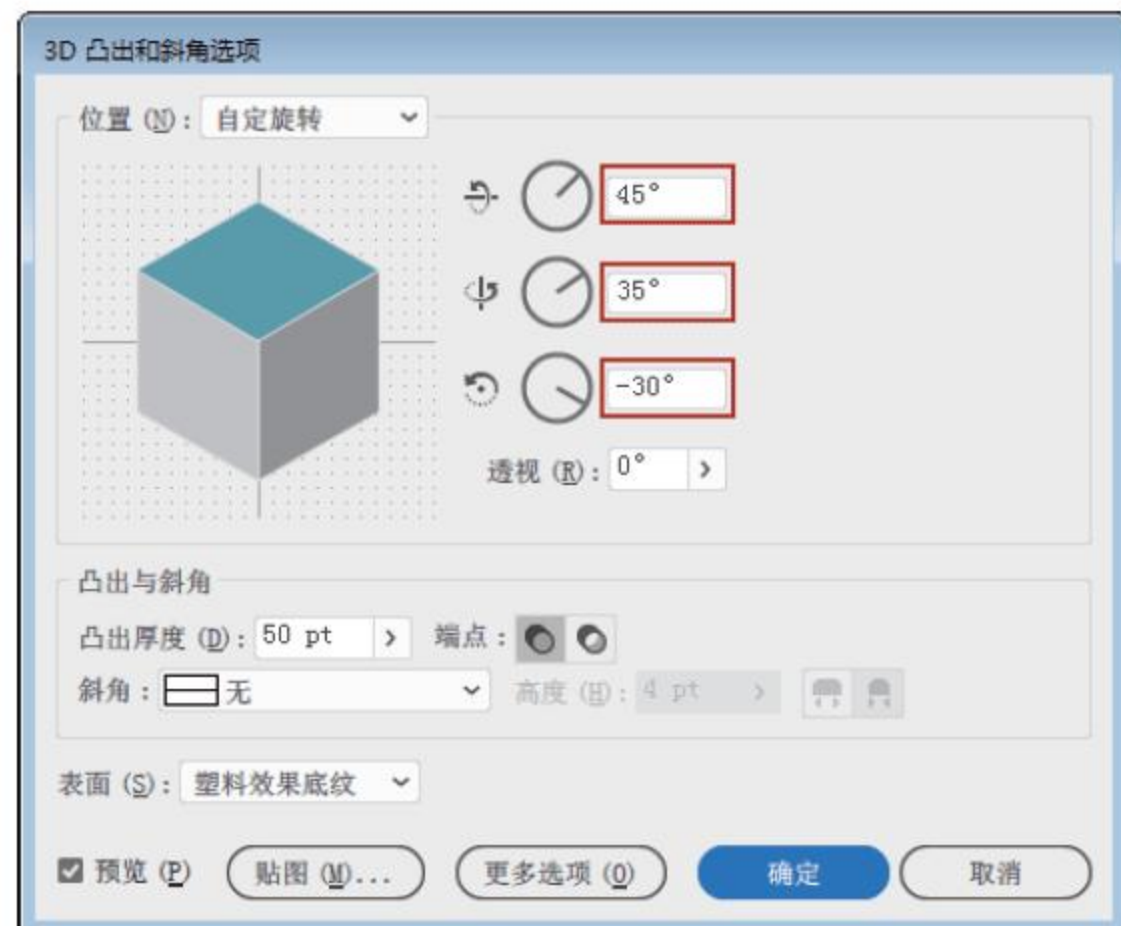 3D 凸出和斜角选项
位置 (N): 自定旋转
45°
35°
-30°
透视 (R): 0°
凸出与斜角
凸出厚度 (D): 50 pt 端点:
斜角: 无 高度 (H): 4 pt
表面 (S): 塑料效果底纹
预览 (P) 贴图 (M)... 更多选项 (O) 确定 取消